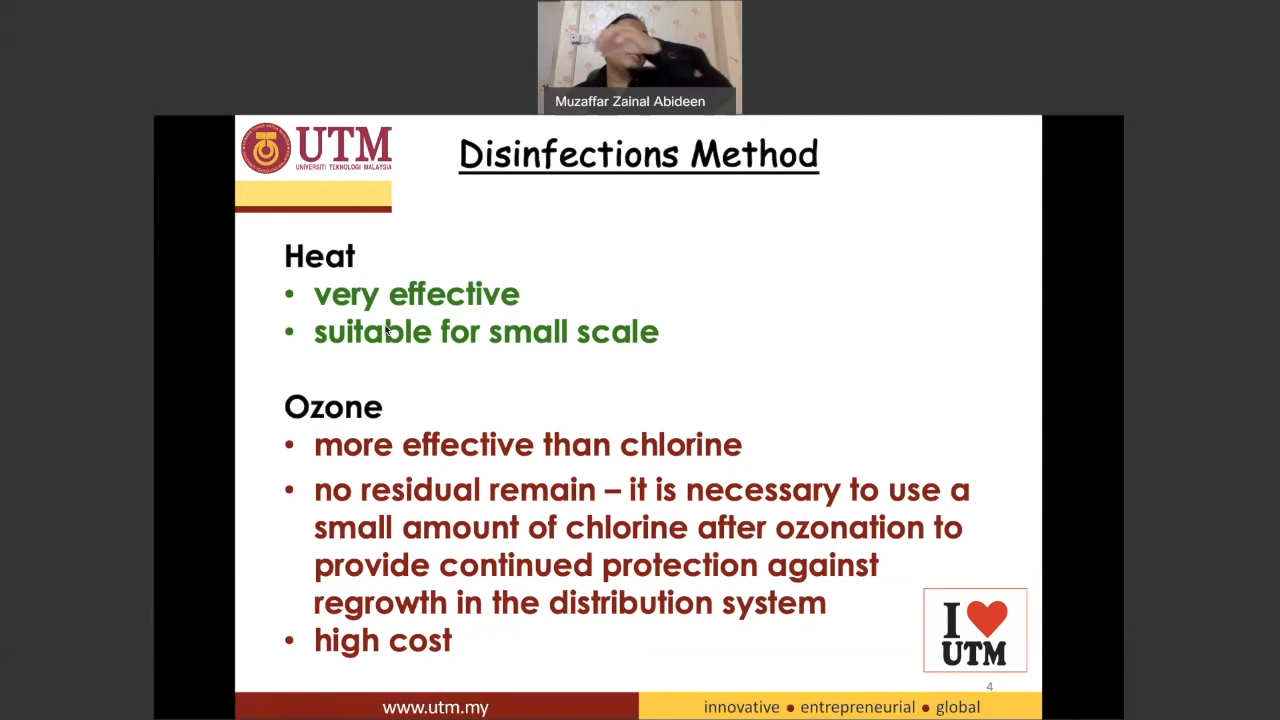 Muzaffar Zainal Abideen
UTM
UNIVERSITI TEKNOLOGI MALAYSIA
Disinfections Method
Heat
• very effective
• suitable for small scale
Ozone
• more effective than chlorine
• no residual remain – it is necessary to use a
small amount of chlorine after ozonation to
provide continued protection against
regrowth in the distribution system
• high cost
I ❤ UTM
4
www.utm.my
innovative ● entrepreneurial ● global